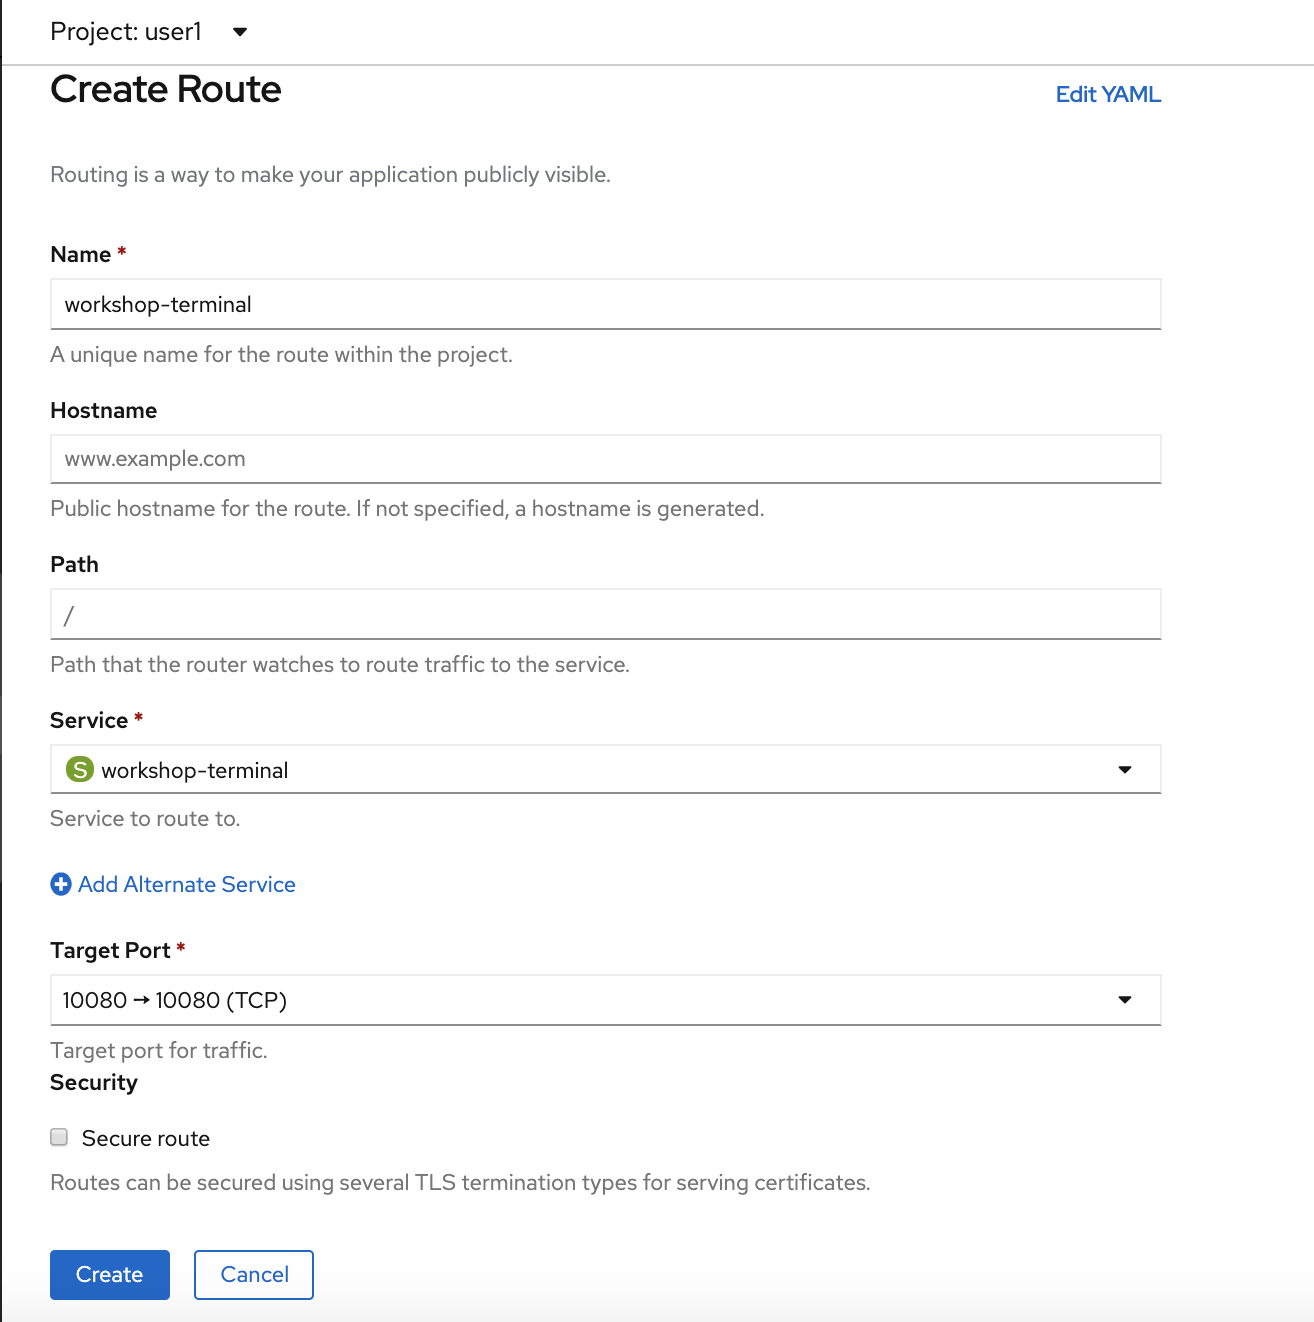 Project: user1
Create Route
Edit YAML
Routing is a way to make your application publicly visible.
Name *
workshop-terminal
A unique name for the route within the project.
Hostname
www.example.com
Public hostname for the route. If not specified, a hostname is generated.
Path
/
Path that the router watches to route traffic to the service.
Service *
S workshop-terminal
Service to route to.
Add Alternate Service
Target Port *
10080 → 10080 (TCP)
Target port for traffic.
Security
Secure route
Routes can be secured using several TLS termination types for serving certificates.
Create
Cancel